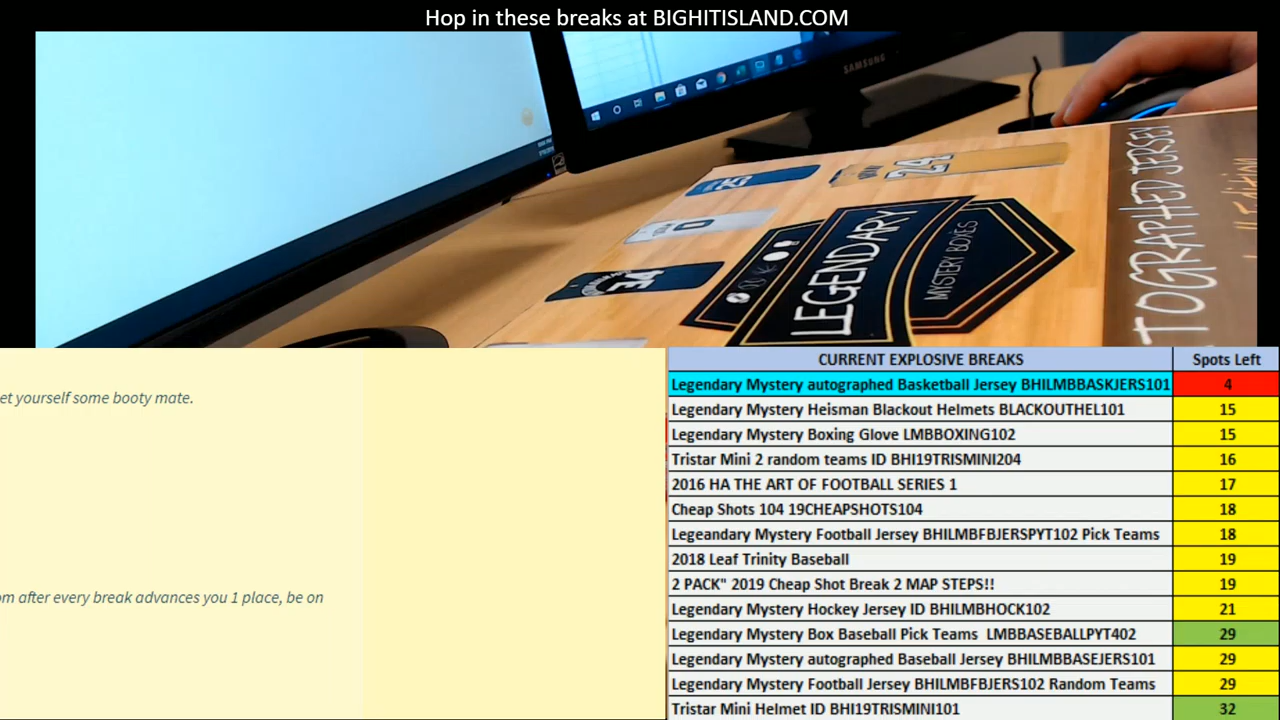 Hop in these breaks at BIGHITISLAND.COM
SAMSUNG
25
24
0
34
LEGENDARY
MYSTERY BOXES
TOGRAPHED JERSEY
et yourself some booty mate.
om after every break advances you 1 place, be on
CURRENT EXPLOSIVE BREAKS Spots Left
Legendary Mystery autographed Basketball Jersey BHILMBBASKJERS101 4
Legendary Mystery Heisman Blackout Helmets BLACKOUTHEL101 15
Legendary Mystery Boxing Glove LMBBOXING102 15
Tristar Mini 2 random teams ID BHI19TRISMINI204 16
2016 HA THE ART OF FOOTBALL SERIES 1 17
Cheap Shots 104 19CHEAPSHOTS104 18
Legeandary Mystery Football Jersey BHILMBFBJERSPYT102 Pick Teams 18
2018 Leaf Trinity Baseball 19
2 PACK" 2019 Cheap Shot Break 2 MAP STEPS!! 19
Legendary Mystery Hockey Jersey ID BHILMBHOCK102 21
Legendary Mystery Box Baseball Pick Teams LMBBASEBALLPYT402 29
Legendary Mystery autographed Baseball Jersey BHILMBBASEJERS101 29
Legendary Mystery Football Jersey BHILMBFBJERS102 Random Teams 29
Tristar Mini Helmet ID BHI19TRISMINI101 32